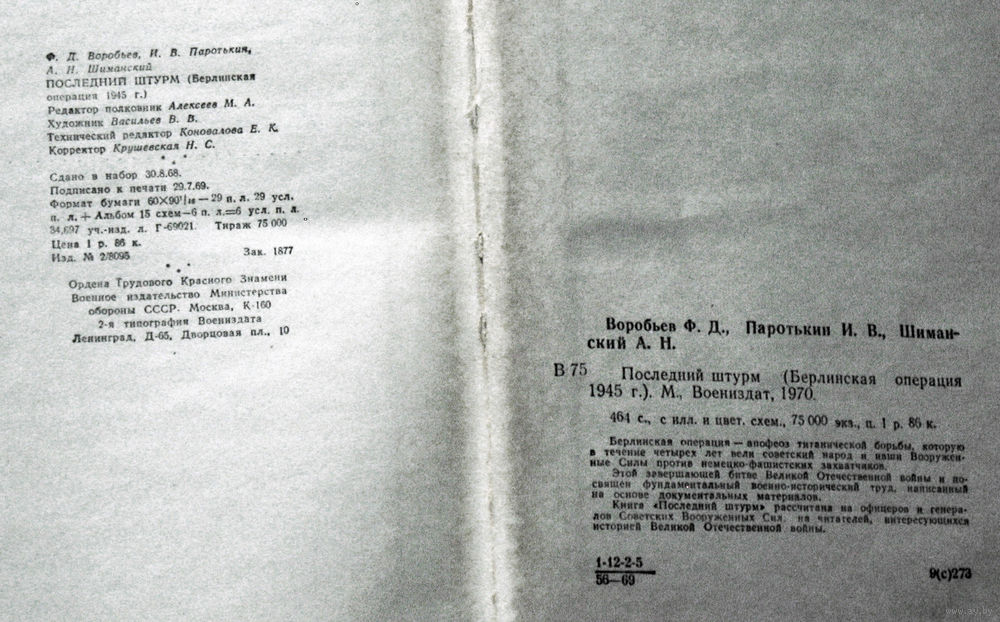 Ф. Д. Воробьев, И. В. Паротькин,
А. Н. Шиманский
ПОСЛЕДНИЙ ШТУРМ (Берлинская
операция 1945 г.)
Редактор полковник Алексеев М. А.
Художник Васильев В. В.
Технический редактор Коновалова Е. К.
Корректор Крушевская Н. С.
* * *
Сдано в набор 30.8.68.
Подписано к печати 29.7.69.
Формат бумаги 60×90¹/₁₆ — 29 п. л. 29 усл.
п. л. + Альбом 15 схем—6 п. л.=6 усл. п. л.
34,697 уч.-изд. л. Г-69021. Тираж 75 000
Цена 1 р. 86 к.
Изд. № 2/8095 Зак. 1877
* * *
Ордена Трудового Красного Знамени
Военное издательство Министерства
обороны СССР. Москва, К-160
2-я типография Воениздата
Ленинград, Д-65, Дворцовая пл., 10
Воробьев Ф. Д., Паротькин И. В., Шиман-
ский А. Н.
В 75 Последний штурм (Берлинская операция
1945 г.). М., Воениздат, 1970.
464 с., с илл. и цвет. схем., 75 000 экз., п. 1 р. 86 к.
Берлинская операция — апофеоз титанической борьбы, которую
в течение четырех лет вели советский народ и наши Вооружен-
ные Силы против немецко-фашистских захватчиков.
Этой завершающей битве Великой Отечественной войны и по-
священ фундаментальный военно-исторический труд, написанный
на основе документальных материалов.
Книга «Последний штурм» рассчитана на офицеров и генера-
лов Советских Вооруженных Сил, на читателей, интересующихся
историей Великой Отечественной войны.
1-12-2-5
56—69
9(с)273
www.ay.by